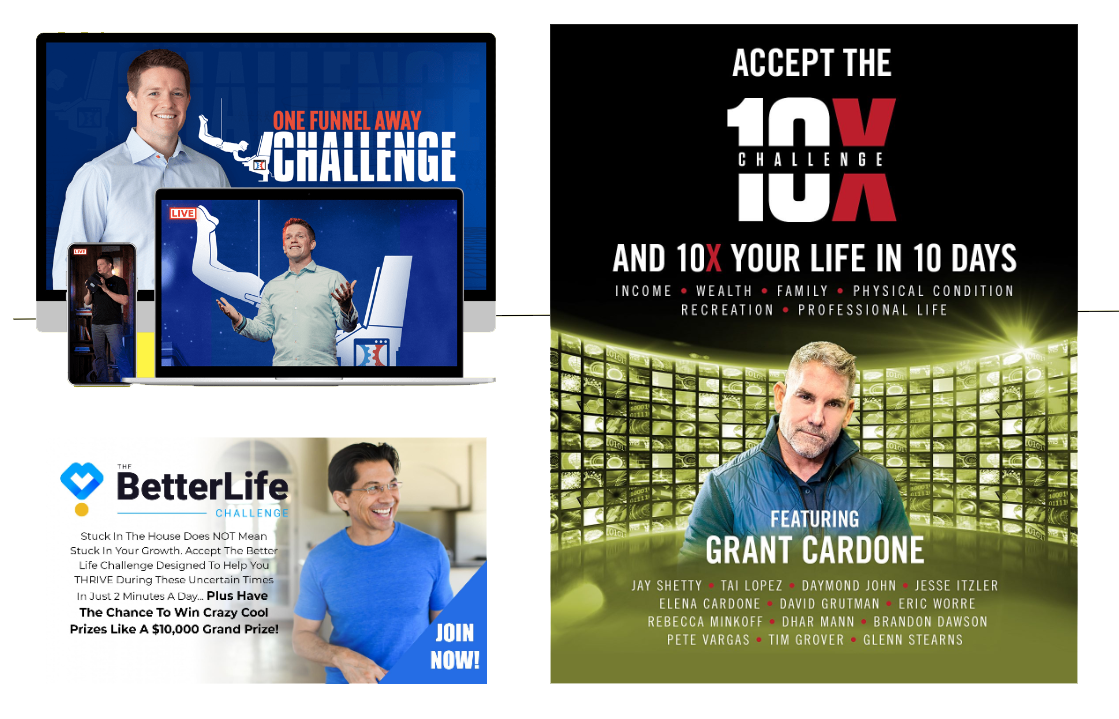 ONE FUNNEL AWAY
CHALLENGE
LIVE
LIVE
THE
BetterLife
CHALLENGE
Stuck In The House Does NOT Mean
Stuck In Your Growth. Accept The Better
Life Challenge Designed To Help You
THRIVE During These Uncertain Times
In Just 2 Minutes A Day... Plus Have
The Chance To Win Crazy Cool
Prizes Like A $10,000 Grand Prize!
JOIN
NOW!
ACCEPT THE
10X
CHALLENGE
10X
AND 10X YOUR LIFE IN 10 DAYS
INCOME • WEALTH • FAMILY • PHYSICAL CONDITION
RECREATION • PROFESSIONAL LIFE
FEATURING
GRANT CARDONE
JAY SHETTY • TAI LOPEZ • DAYMOND JOHN • JESSE ITZLER
ELENA CARDONE • DAVID GRUTMAN • ERIC WORRE
REBECCA MINKOFF • DHAR MANN • BRANDON DAWSON
PETE VARGAS • TIM GROVER • GLENN STEARNS